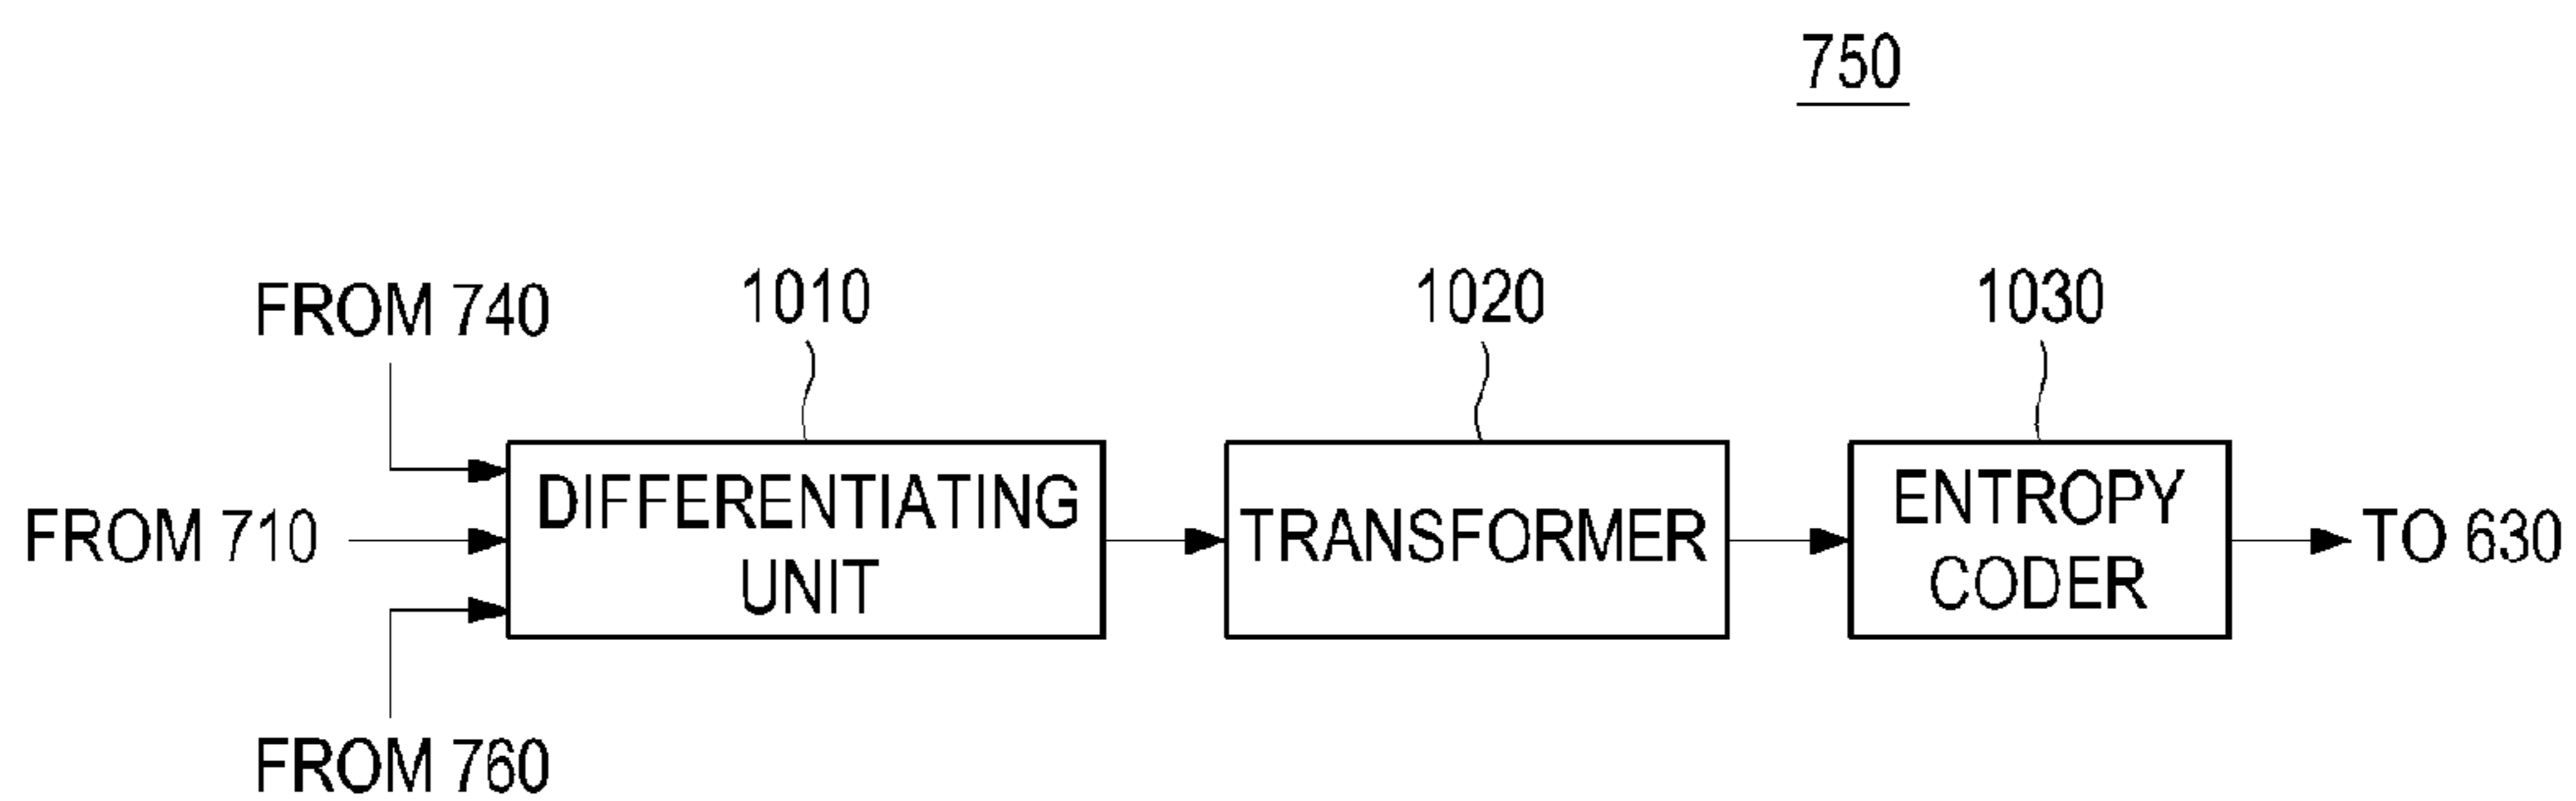 750
FROM 740
1010
1020
1030
FROM 710
DIFFERENTIATING
UNIT
TRANSFORMER
ENTROPY
CODER
TO 630
FROM 760